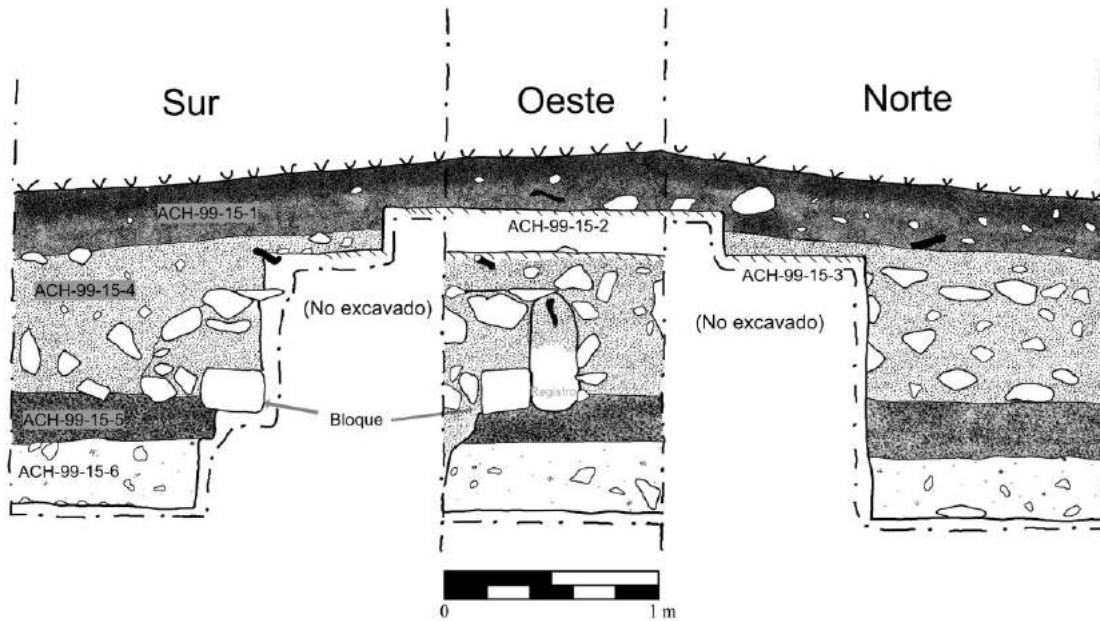 Sur
Oeste
Norte
ACH-99-15-1
ACH-99-15-2
ACH-99-15-3
ACH-99-15-4
(No excavado)
(No excavado)
Registro
Bloque
ACH-99-15-5
ACH-99-15-6
0
1 m